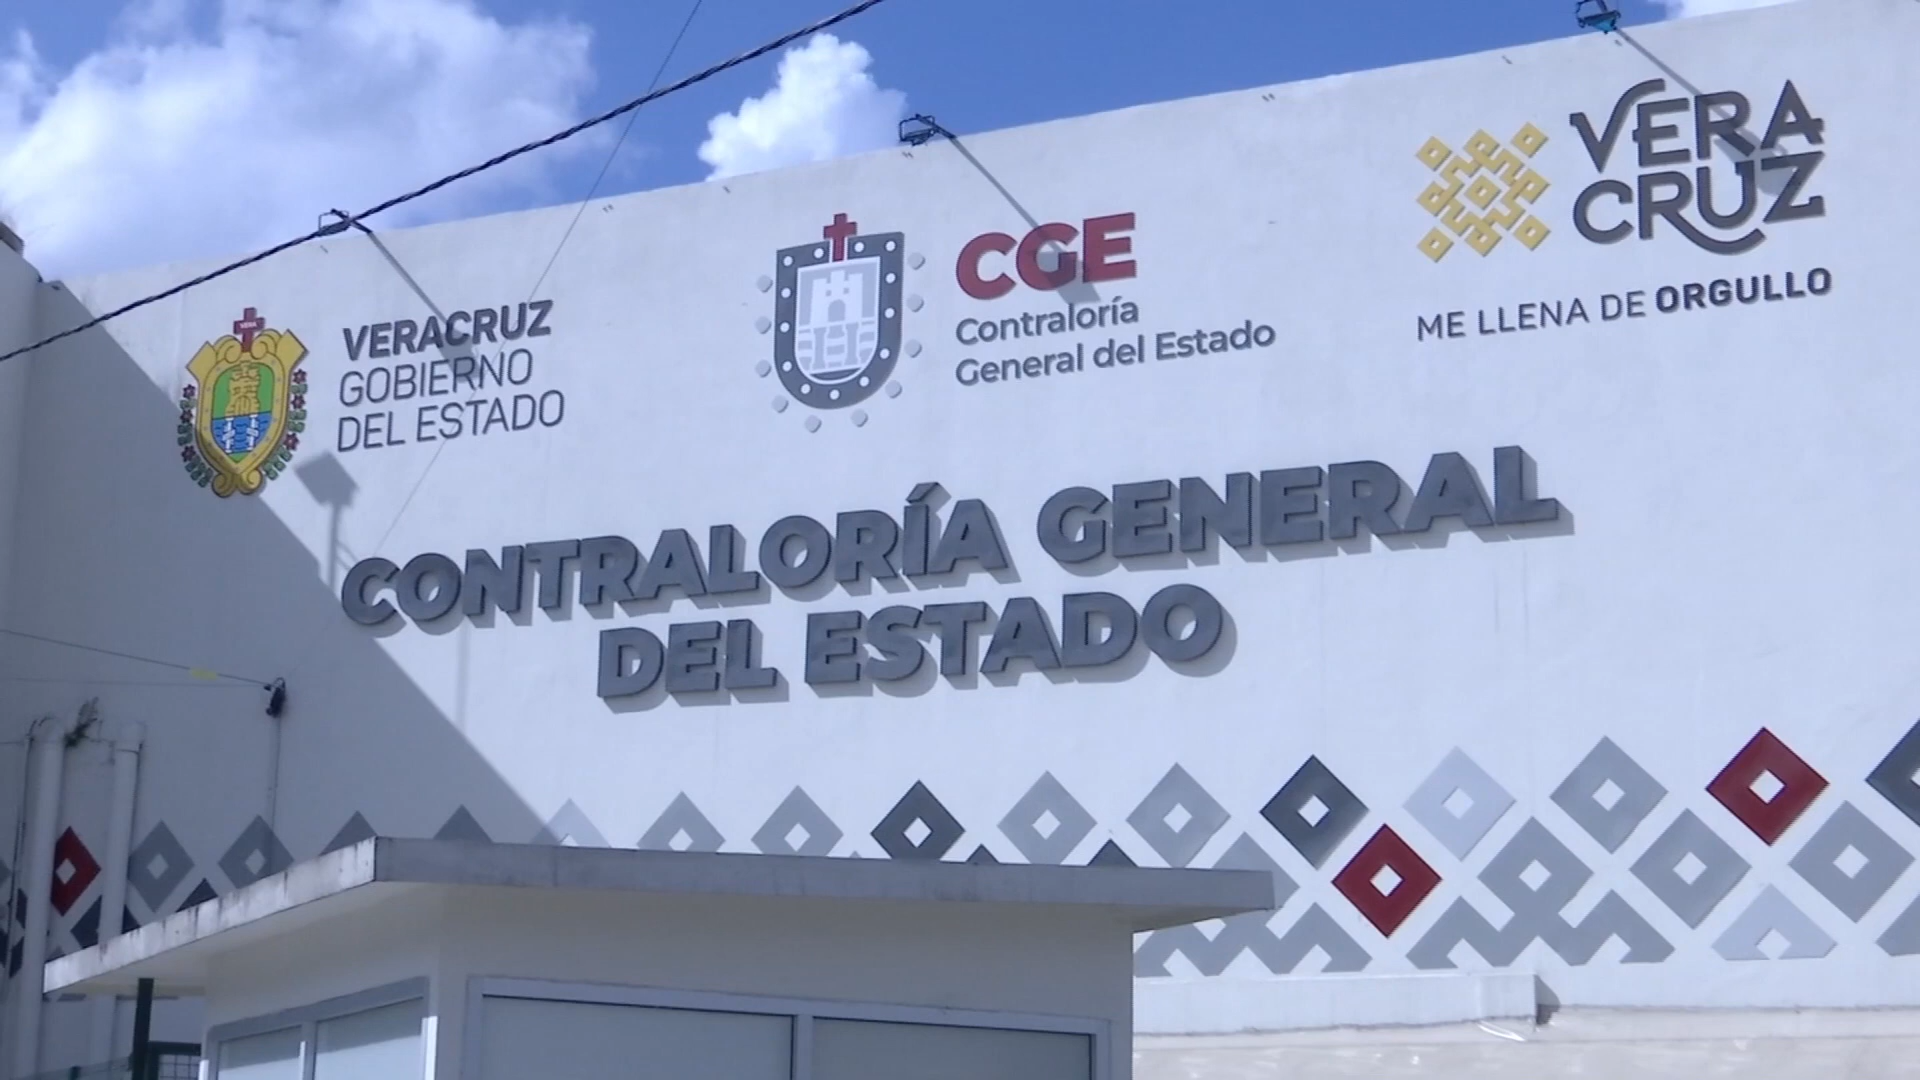 VERACRUZ
GOBIERNO
DEL ESTADO
CGE
Contraloría
General del Estado
VERA
CRUZ
ME LLENA DE ORGULLO
CONTRALORÍA GENERAL
DEL ESTADO
VERA